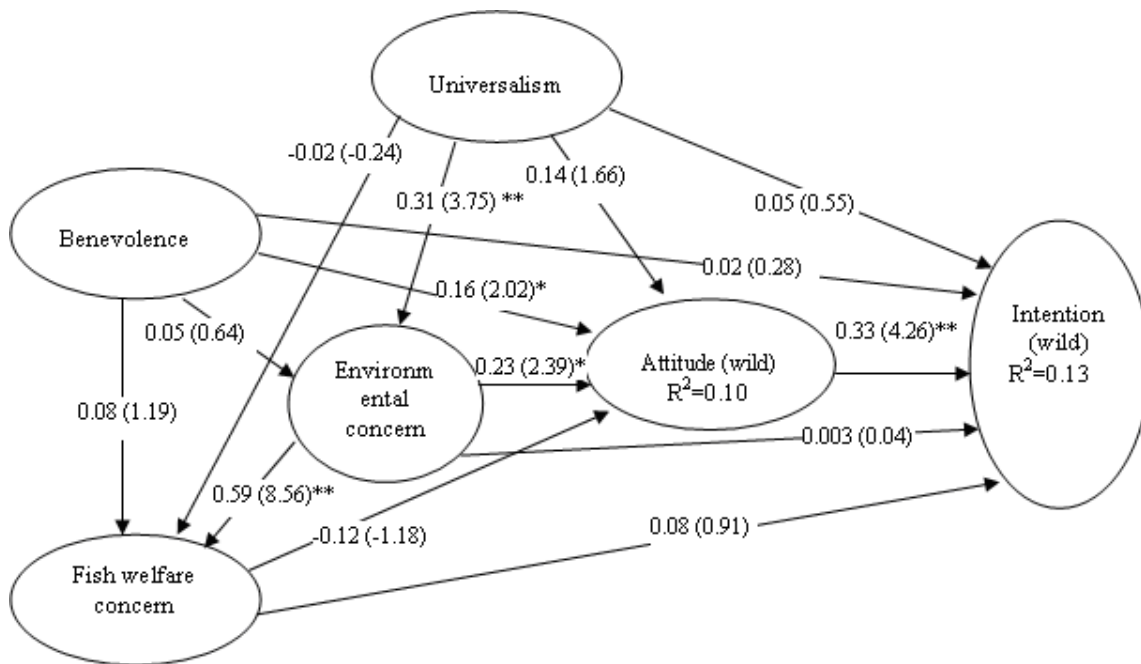 Universalism
-0.02 (-0.24)
0.14 (1.66)
0.31 (3.75) **
0.05 (0.55)
Benevolence
0.02 (0.28)
0.16 (2.02)*
0.05 (0.64)
Intention
(wild)
R²=0.13
0.33 (4.26)**
Environm
ental
concern
0.23 (2.39)*
Attitude (wild)
R²=0.10
0.08 (1.19)
0.003 (0.04)
0.59 (8.56)**
-0.12 (-1.18)
0.08 (0.91)
Fish welfare
concern